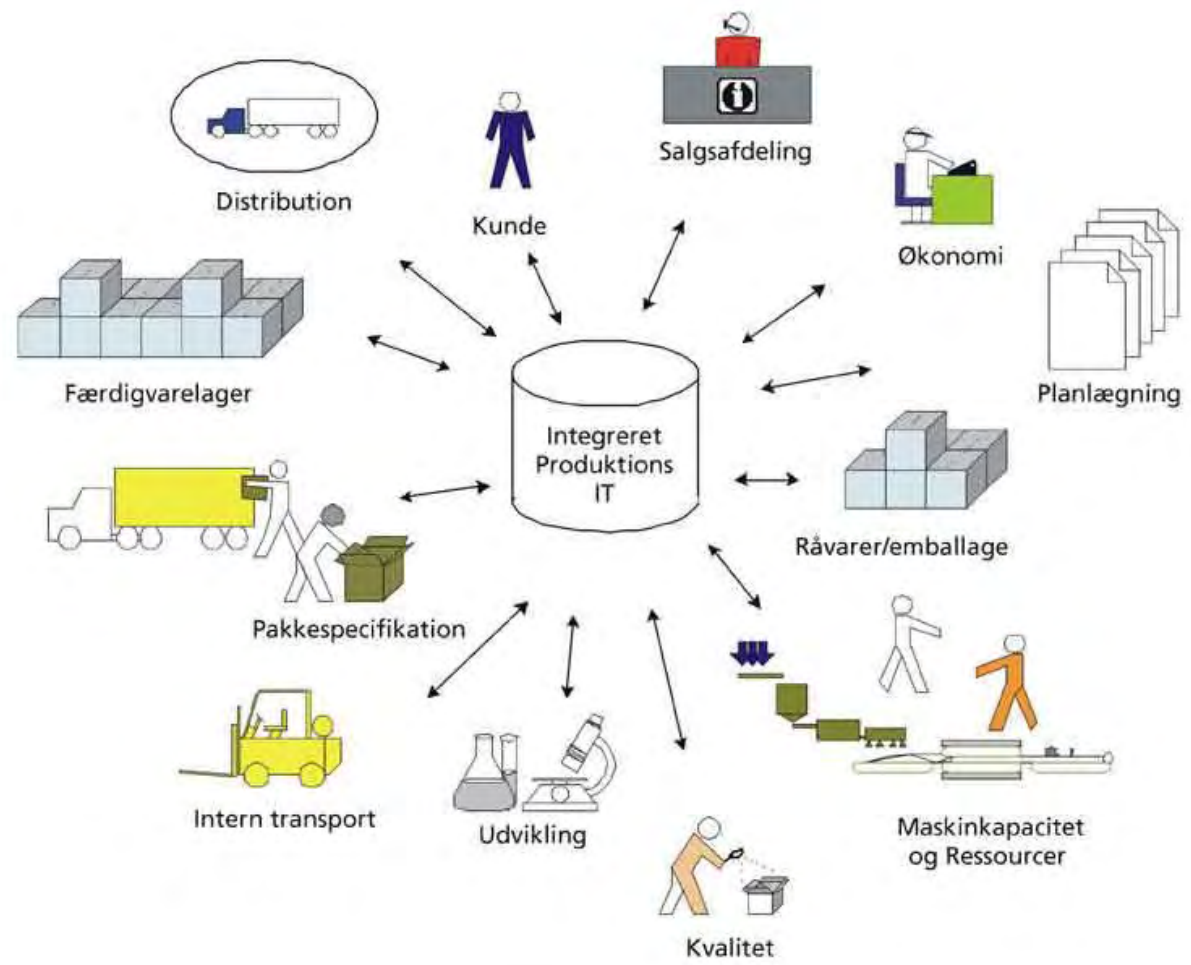 Salgsafdeling
Distribution
Kunde
Økonomi
Færdigvarelager
Planlægning
Integreret
Produktions
IT
Råvarer/emballage
Pakkespecifikation
Intern transport
Udvikling
Maskinkapacitet
og Ressourcer
Kvalitet